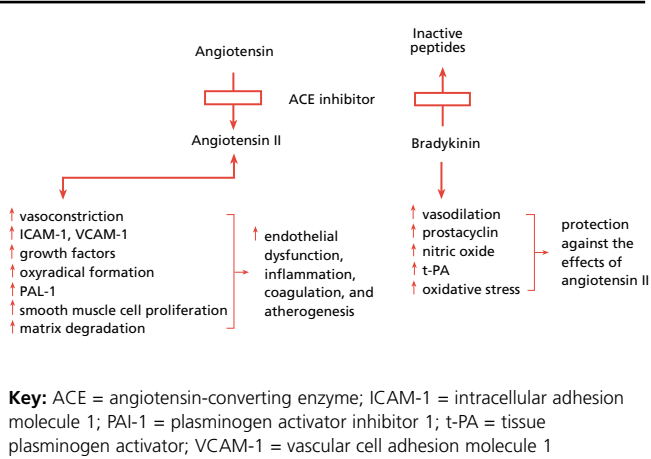 Angiotensin
ACE inhibitor
Angiotensin II
↑ vasoconstriction
↑ ICAM-1, VCAM-1
↑ growth factors
↑ oxyradical formation
↑ PAL-1
↑ smooth muscle cell proliferation
↑ matrix degradation
↑ endothelial
dysfunction,
inflammation,
coagulation, and
atherogenesis
Inactive
peptides
Bradykinin
↑ vasodilation
↑ prostacyclin
↑ nitric oxide
↑ t-PA
↑ oxidative stress
protection
against the
effects of
angiotensin II
Key: ACE = angiotensin-converting enzyme; ICAM-1 = intracellular adhesion
molecule 1; PAI-1 = plasminogen activator inhibitor 1; t-PA = tissue
plasminogen activator; VCAM-1 = vascular cell adhesion molecule 1